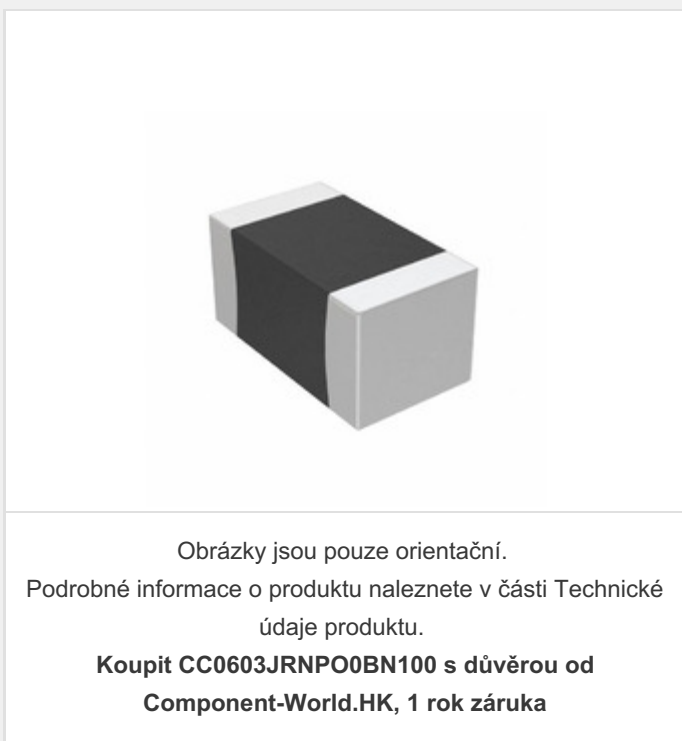 Obrázky jsou pouze orientační.
Podrobné informace o produktu naleznete v části Technické
údaje produktu.
Koupit CC0603JRNPO0BN100 s důvěrou od
Component-World.HK, 1 rok záruka